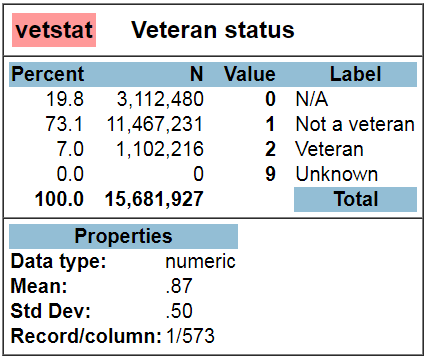 vetstat Veteran status
Percent N Value Label
19.8 3,112,480 0 N/A
73.1 11,467,231 1 Not a veteran
7.0 1,102,216 2 Veteran
0.0 0 9 Unknown
100.0 15,681,927 Total
Properties
Data type: numeric
Mean: .87
Std Dev: .50
Record/column: 1/573